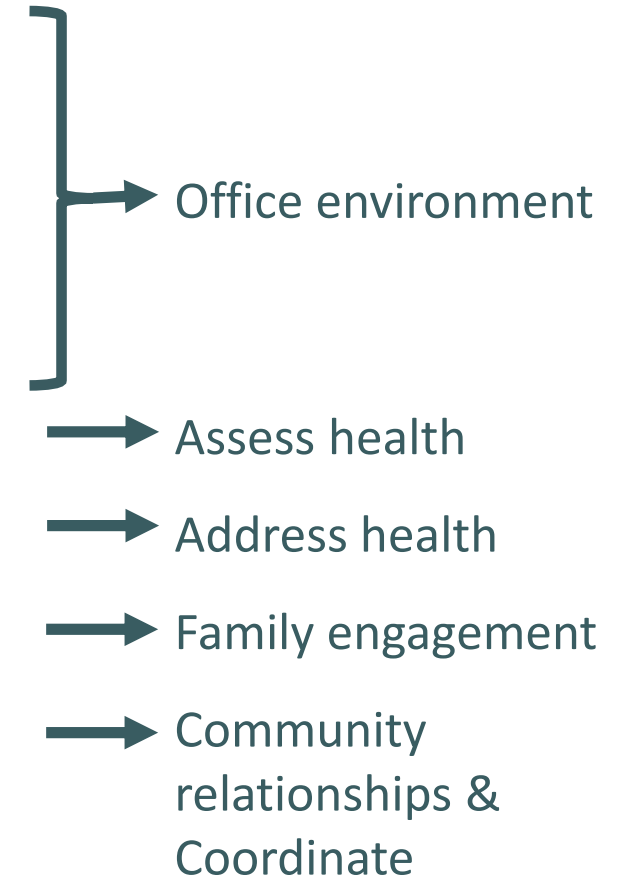 Office environment
Assess health
Address health
Family engagement
Community
relationships &
Coordinate